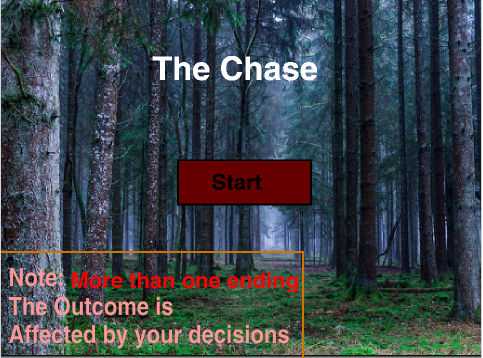 The Chase
Start
Note: More than one ending
The Outcome is
Affected by your decisions